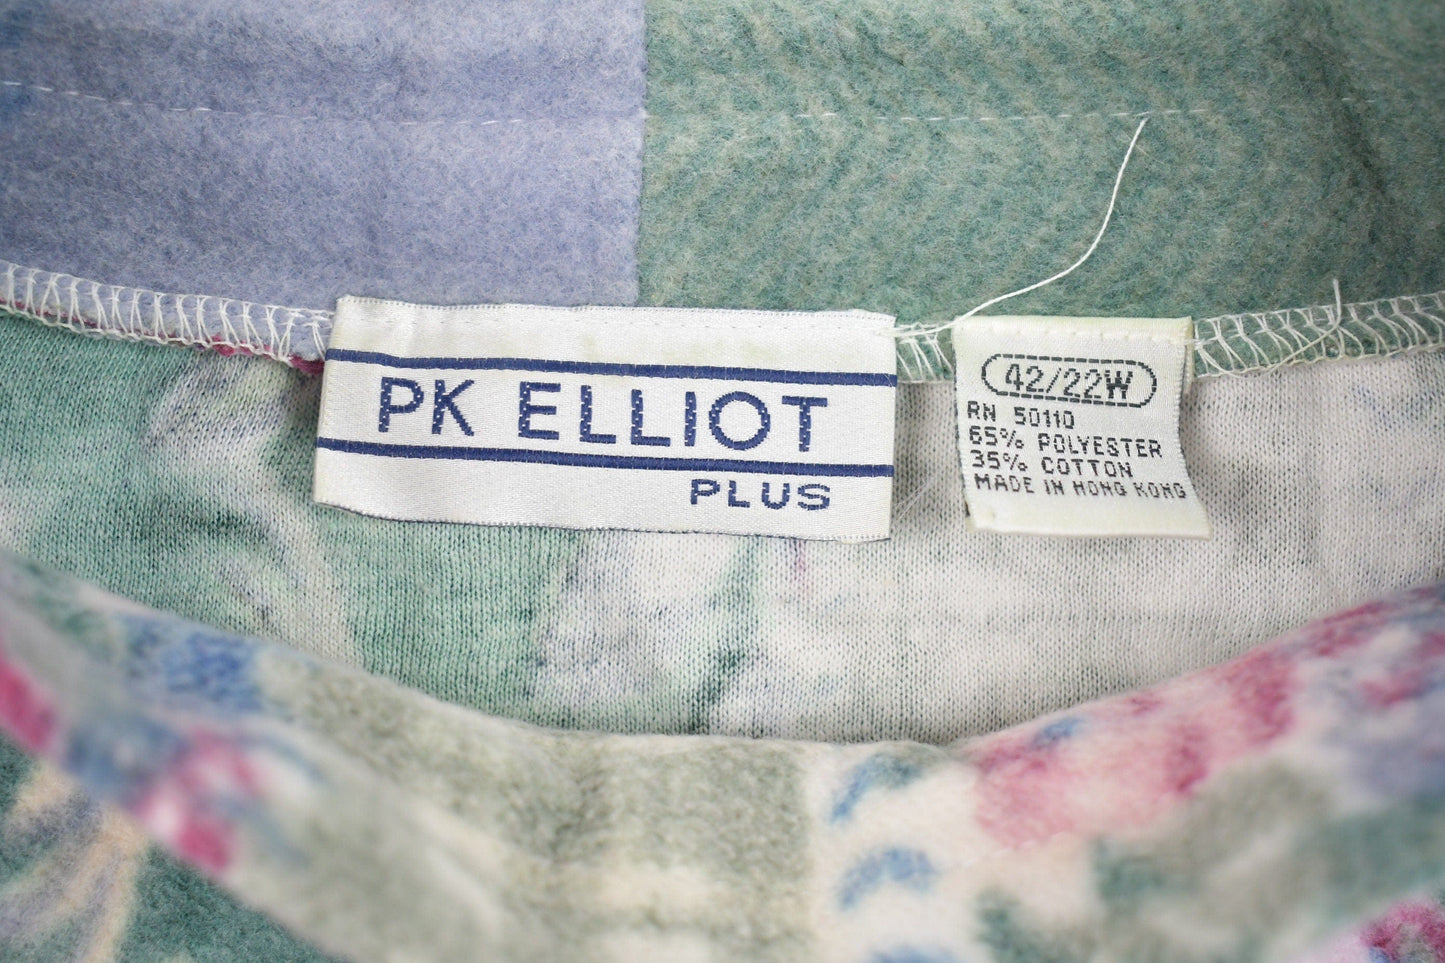 PK ELLIOT
PLUS
42/22W
RN 50110
65% POLYESTER
35% COTTON
MADE IN HONG KONG